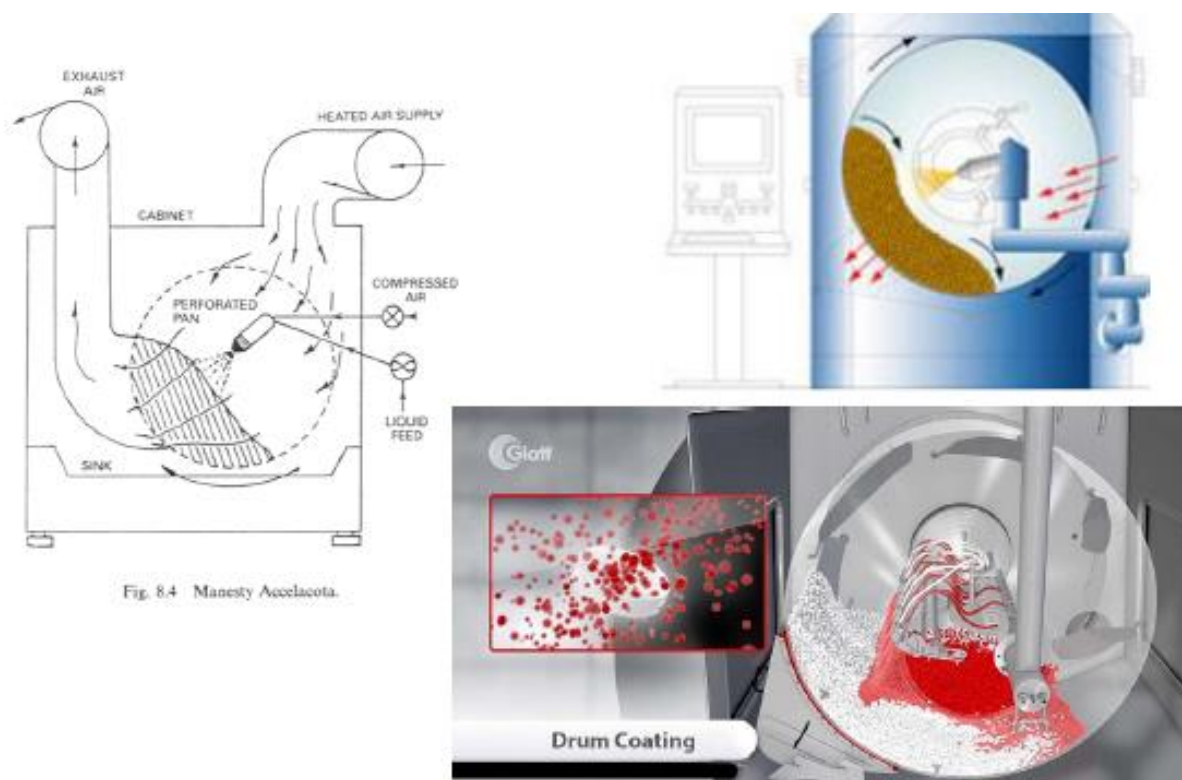 EXHAUST
AIR
HEATED AIR SUPPLY
CABINET
PERFORATED
PAN
COMPRESSED
AIR
LIQUID
FEED
SINK
Fig. 8.4 Manesty Accelacota.
Glatt
Drum Coating